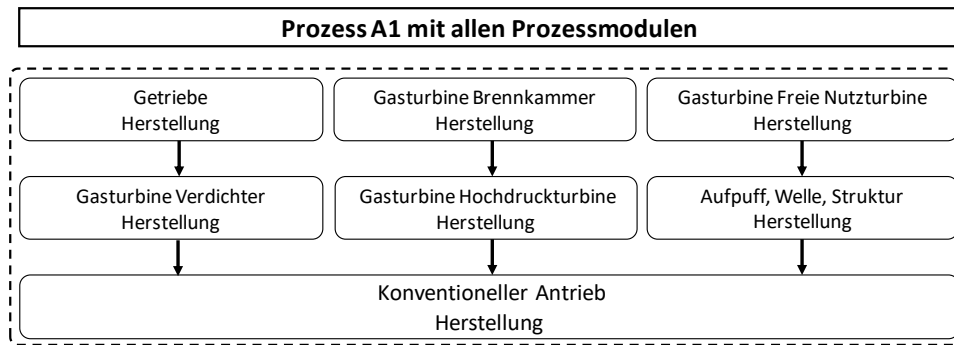 Prozess A1 mit allen Prozessmodulen
Getriebe
Herstellung
Gasturbine Brennkammer
Herstellung
Gasturbine Freie Nutzturbine
Herstellung
Gasturbine Verdichter
Herstellung
Gasturbine Hochdruckturbine
Herstellung
Aufpuff, Welle, Struktur
Herstellung
Konventioneller Antrieb
Herstellung